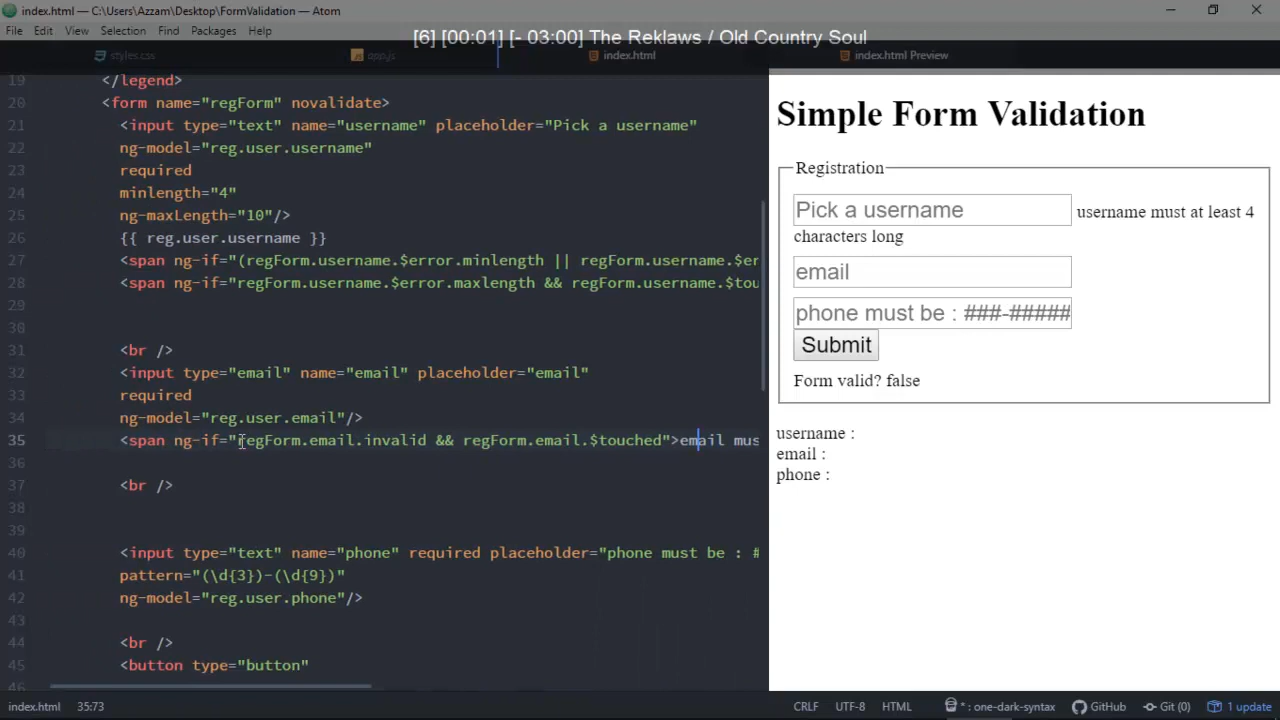 index.html — C:\Users\Azzam\Desktop\FormValidation — Atom
File Edit View Selection Find Packages Help
[6] [00:01] [- 03:00] The Reklaws / Old Country Soul
styles.css app.js index.html index.html Preview
19 </legend>
20 <form name="regForm" novalidate>
21 <input type="text" name="username" placeholder="Pick a username"
22 ng-model="reg.user.username"
23 required
24 minlength="4"
25 ng-maxLength="10"/>
26 {{ reg.user.username }}
27 <span ng-if="(regForm.username.$error.minlength || regForm.username.$er
28 <span ng-if="regForm.username.$error.maxlength && regForm.username.$tou
29
30
31 <br />
32 <input type="email" name="email" placeholder="email"
33 required
34 ng-model="reg.user.email"/>
35 <span ng-if="regForm.email.invalid && regForm.email.$touched">email mus
36
37 <br />
38
39
40 <input type="text" name="phone" required placeholder="phone must be : #
41 pattern="(\d{3})-(\d{9})"
42 ng-model="reg.user.phone"/>
43
44 <br />
45 <button type="button"
46
Simple Form Validation
Registration
Pick a username username must at least 4
characters long
email
phone must be : ###-#####
Submit
Form valid? false
username :
email :
phone :
index.html 35:73 CRLF UTF-8 HTML * : one-dark-syntax GitHub Git (0) 1 update